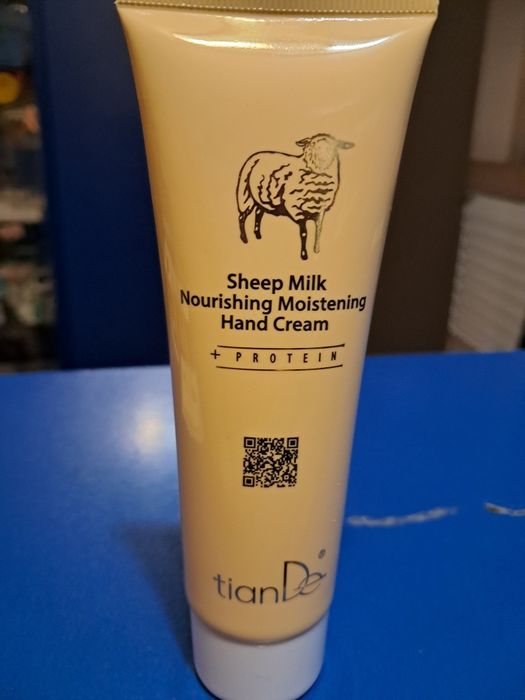 Sheep Milk
Nourishing Moistening
Hand Cream
+ PROTEIN
tianDe®